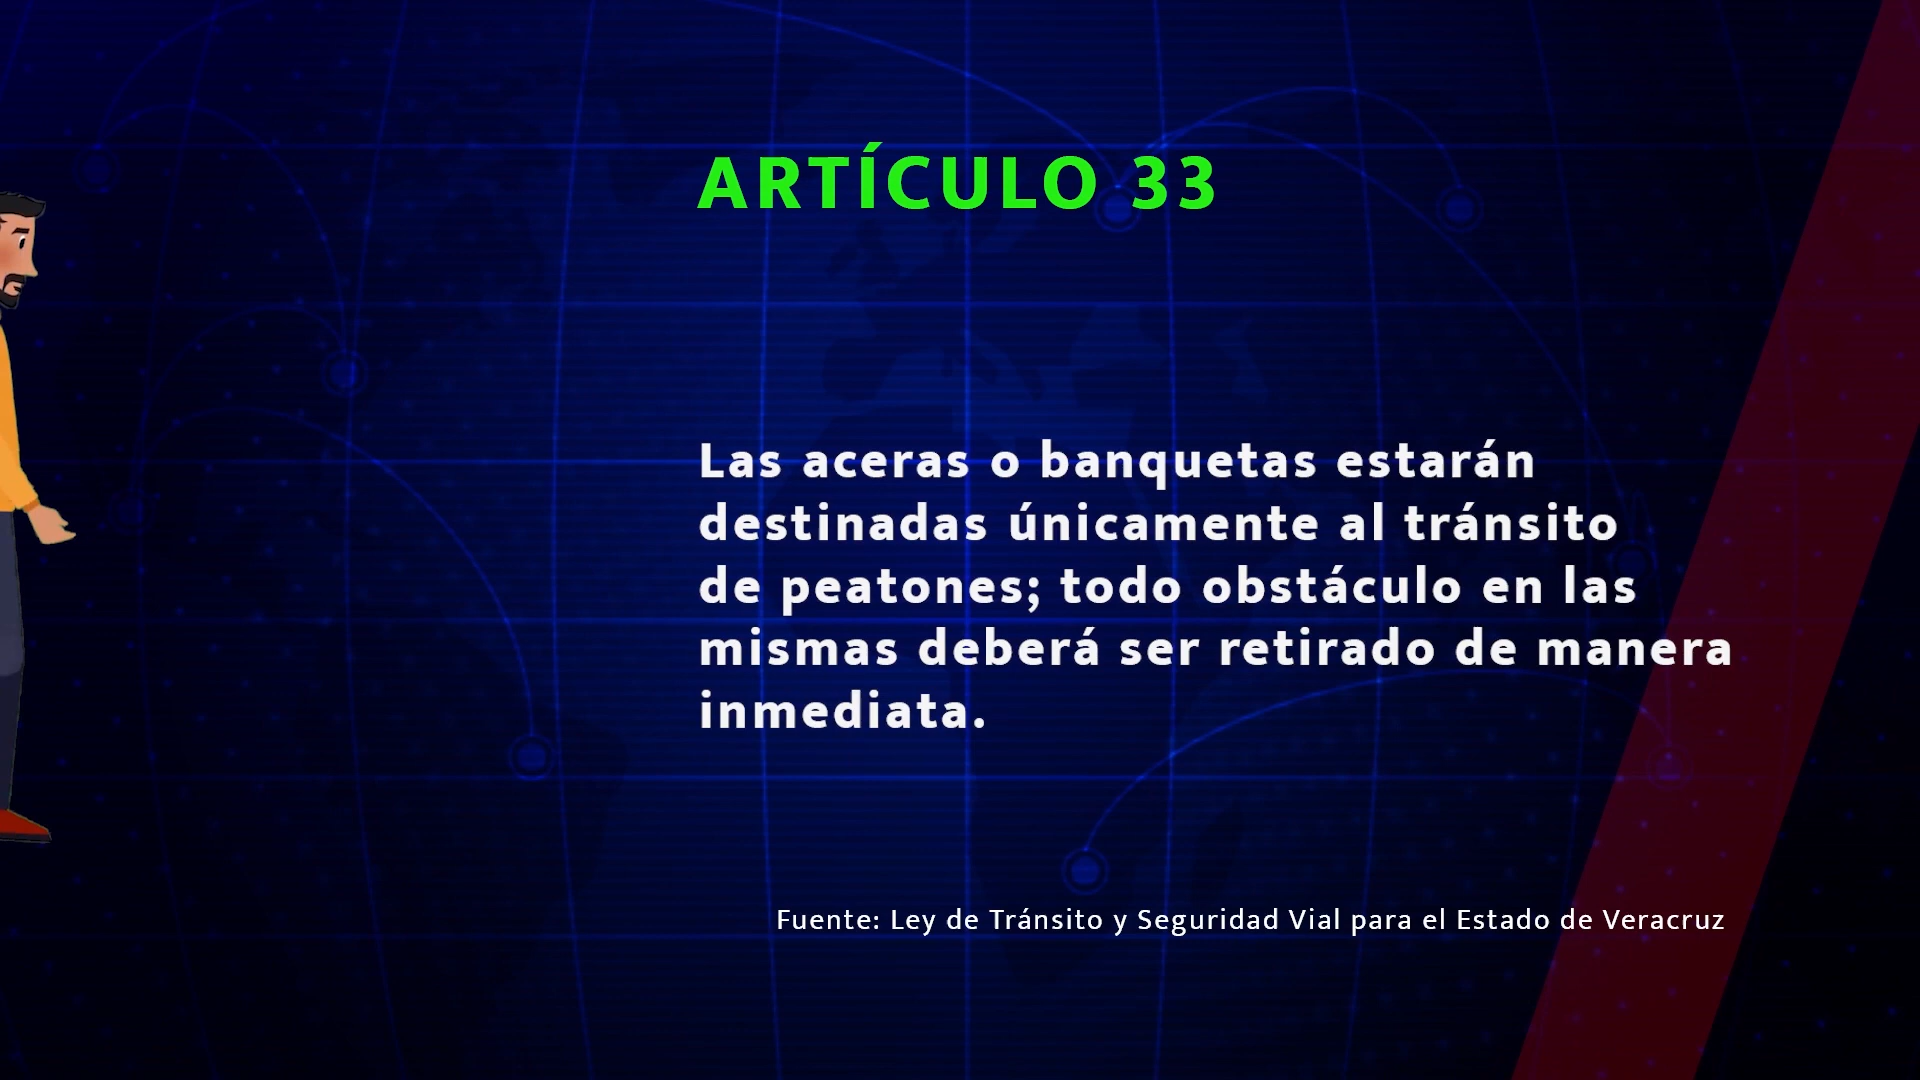 ARTÍCULO 33
Las aceras o banquetas estarán
destinadas únicamente al tránsito
de peatones; todo obstáculo en las
mismas deberá ser retirado de manera
inmediata.
Fuente: Ley de Tránsito y Seguridad Vial para el Estado de Veracruz